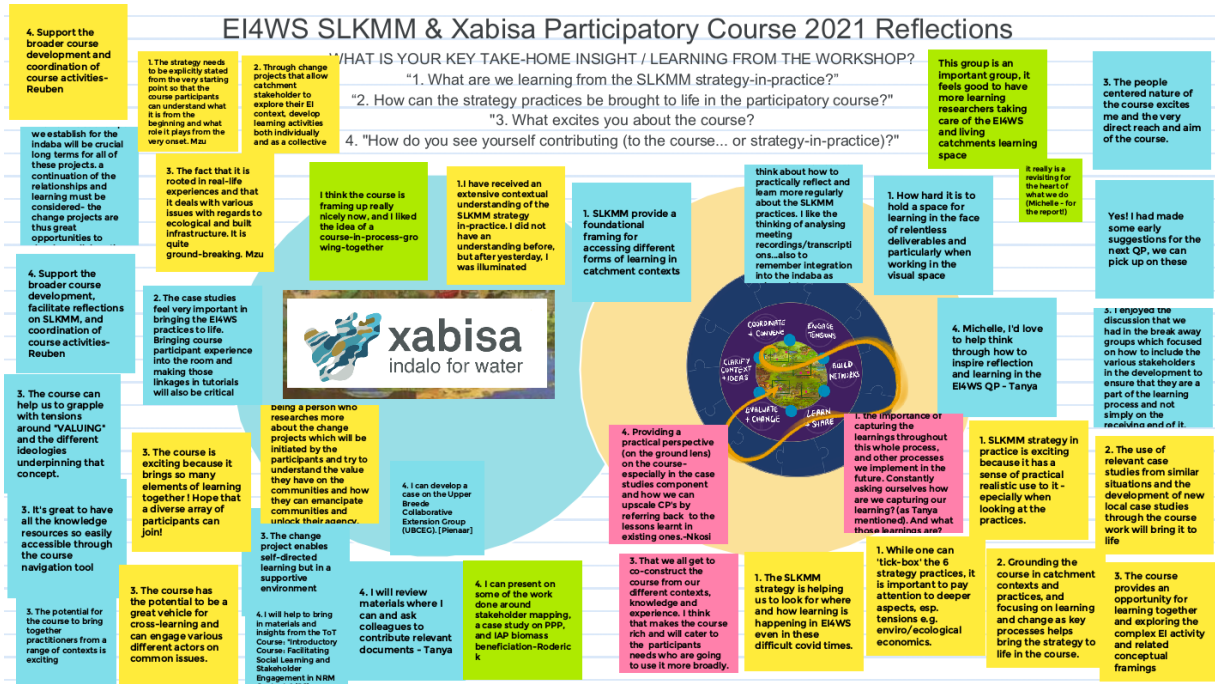 EI4WS SLKMM & Xabisa Participatory Course 2021 Reflections
WHAT IS YOUR KEY TAKE-HOME INSIGHT / LEARNING FROM THE WORKSHOP?
“1. What are we learning from the SLKMM strategy-in-practice?”
“2. How can the strategy practices be brought to life in the participatory course?"
"3. What excites you about the course?
4. "How do you see yourself contributing (to the course... or strategy-in-practice)?"
4. Support the
broader course
development and
coordination of
course activities-
Reuben
1. The strategy needs
to be explicitly stated
from the very starting
point so that the
course participants
can understand what
it is from the
beginning and what
role it plays from the
very onset. Mzu
2. Through change
projects that allow
catchment
stakeholder to
explore their EI
context, develop
learning activities
both individually
and as a collective
This group is an
important group, it
feels good to have
more learning
researchers taking
care of the EI4WS
and living
catchments learning
space
3. The people
centered nature of
the course excites
me and the very
direct reach and aim
of the course.
we establish for the
indaba will be crucial
long terms for all of
these projects. a
continuation of the
relationships and
learning must be
considered- the
change projects are
thus great
opportunities to
3. The fact that it is
rooted in real-life
experiences and that
it deals with various
issues with regards to
ecological and built
infrastructure. It is
quite
ground-breaking. Mzu
I think the course is
framing up really
nicely now, and I liked
the idea of a
course-in-process-gro
wing-together
1.I have received an
extensive contextual
understanding of the
SLKMM strategy
in-practice. I did not
have an
understanding before,
but after yesterday, I
was illuminated
1. SLKMM provide a
foundational
framing for
accessing different
forms of learning in
catchment contexts
think about how to
practically reflect and
learn more regularly
about the SLKMM
practices. I like the
thinking of analysing
meeting
recordings/transcripti
ons...also to
remember integration
into the indaba as
1. How hard it is to
hold a space for
learning in the face
of relentless
deliverables and
particularly when
working in the
visual space
it really is a
revisiting for
the heart of
what we do
(Michelle - for
the report!)
Yes! I had made
some early
suggestions for the
next QP, we can
pick up on these
4. Support the
broader course
development,
facilitate reflections
on SLKMM, and
coordination of
course activities-
Reuben
2. The case studies
feel very important in
bringing the EI4WS
practices to life.
Bringing course
participant experience
into the room and
making those
linkages in tutorials
will also be critical
xabisa
indalo for water
COORDINATE
+ CONVENE
ENGAGE
TENSIONS
CLARIFY
CONTEXT
+ IDEAS
BUILD
NETWORKS
EVALUATE
+ CHANGE
LEARN
+ SHARE
4. Michelle, I'd love
to help think
through how to
inspire reflection
and learning in the
EI4WS QP - Tanya
3. I enjoyed the
discussion that we
had in the break away
groups which focused
on how to include the
various stakeholders
in the development to
ensure that they are a
part of the learning
process and not
simply on the
receiving end of it.
3. The course can
help us to grapple
with tensions
around "VALUING"
and the different
ideologies
underpinning that
concept.
3. The course is
exciting because it
brings so many
elements of learning
together ! Hope that
a diverse array of
participants can
join!
being a person who
researches more
about the change
projects which will be
initiated by the
participants and try to
understand the value
they have on the
communities and how
they can emancipate
communities and
unlock their agency.
4. I can develop a
case on the Upper
Breede
Collaborative
Extension Group
(UBCEG). [Pienaar]
4. Providing a
practical perspective
(on the ground lens)
on the course-
especially in the case
studies component
and how we can
upscale CP's by
referring back to the
lessons learnt in
existing ones.-Nkosi
1. the importance of
capturing the
learnings throughout
this whole process,
and other processes
we implement in the
future. Constantly
asking ourselves how
are we capturing our
learning? (as Tanya
mentioned). And what
those learnings are?
1. SLKMM strategy in
practice is exciting
because it has a
sense of practical
realistic use to it -
epecially when
looking at the
practices.
2. The use of
relevant case
studies from similar
situations and the
development of new
local case studies
through the course
work will bring it to
life
3. It's great to have
all the knowledge
resources so easily
accessible through
the course
navigation tool
3. The change
project enables
self-directed
learning but in a
supportive
environment
3. The potential for
the course to bring
together
practitioners from a
range of contexts is
exciting
3. The course has
the potential to be a
great vehicle for
cross-learning and
can engage various
different actors on
common issues.
4. I will help to bring
in materials and
insights from the ToT
Course: "Introductory
Course: Facilitating
Social Learning and
Stakeholder
Engagement in NRM
4. I will review
materials where I
can and ask
colleagues to
contribute relevant
documents - Tanya
4. I can present on
some of the work
done around
stakeholder mapping,
a case study on PPP,
and IAP biomass
beneficiation-Roderic
k
3. That we all get to
co-construct the
course from our
different contexts,
knowledge and
experience. I think
that makes the course
rich and will cater to
the participants
needs who are going
to use it more broadly.
1. The SLKMM
strategy is helping
us to look for where
and how learning is
happening in EI4WS
even in these
difficult covid times.
1. While one can
'tick-box' the 6
strategy practices, it
is important to pay
attention to deeper
aspects, esp.
tensions e.g.
enviro/ecological
economics.
2. Grounding the
course in catchment
contexts and
practices, and
focusing on learning
and change as key
processes helps
bring the strategy to
life in the course.
3. The course
provides an
opportunity for
learning together
and exploring the
complex EI activity
and related
conceptual
framings